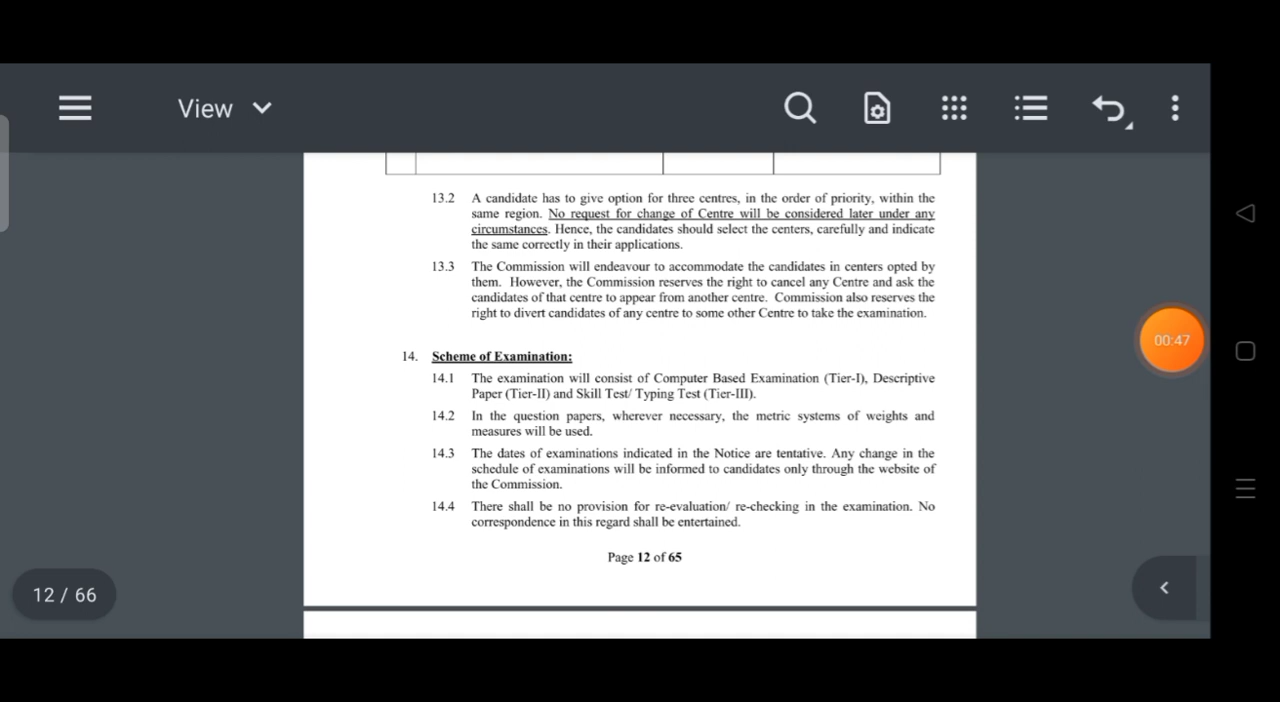 View
13.2 A candidate has to give option for three centres, in the order of priority, within the
same region. No request for change of Centre will be considered later under any
circumstances. Hence, the candidates should select the centers, carefully and indicate
the same correctly in their applications.
13.3 The Commission will endeavour to accommodate the candidates in centers opted by
them. However, the Commission reserves the right to cancel any Centre and ask the
candidates of that centre to appear from another centre. Commission also reserves the
right to divert candidates of any centre to some other Centre to take the examination.
00:47
14. Scheme of Examination:
14.1 The examination will consist of Computer Based Examination (Tier-I), Descriptive
Paper (Tier-II) and Skill Test/ Typing Test (Tier-III).
14.2 In the question papers, wherever necessary, the metric systems of weights and
measures will be used.
14.3 The dates of examinations indicated in the Notice are tentative. Any change in the
schedule of examinations will be informed to candidates only through the website of
the Commission.
14.4 There shall be no provision for re-evaluation/ re-checking in the examination. No
correspondence in this regard shall be entertained.
Page 12 of 65
12 / 66